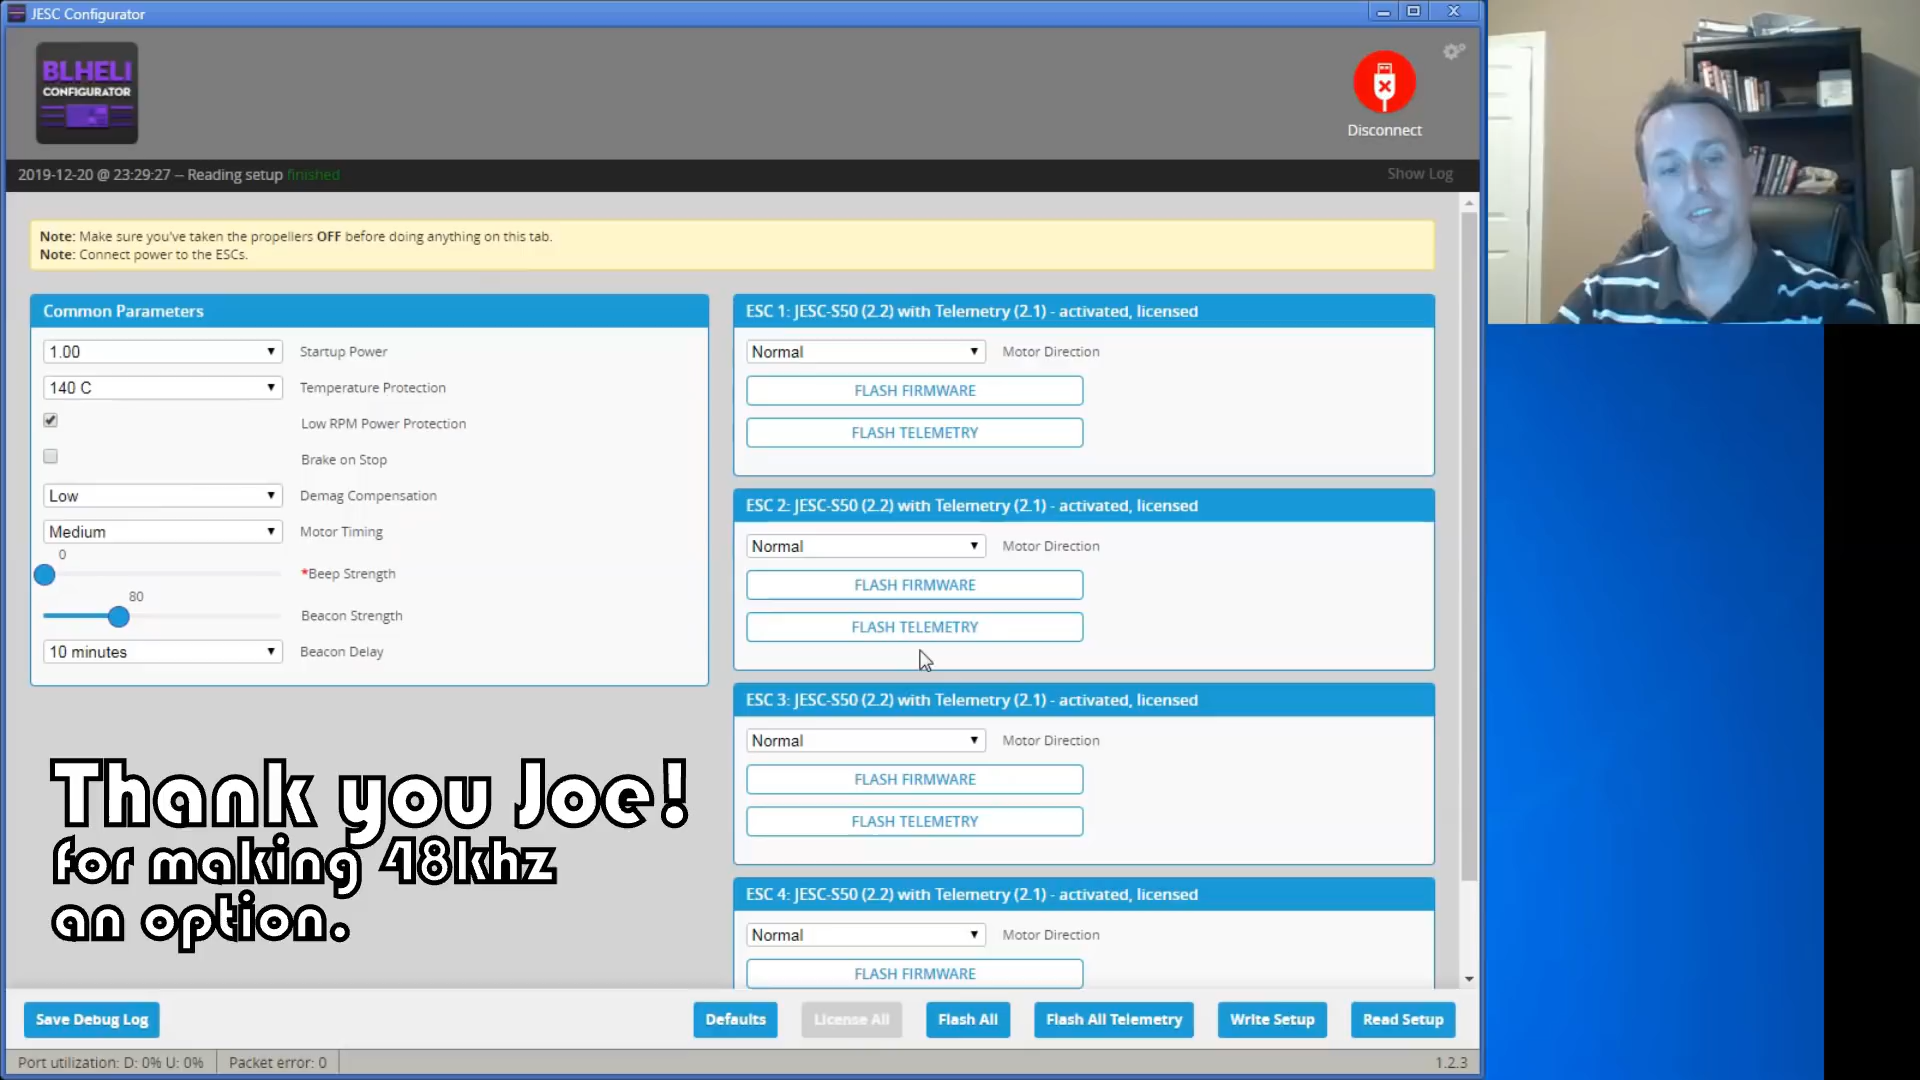 JESC Configurator
BLHELI
CONFIGURATOR
Disconnect
2019-12-20 @ 23:29:27 -- Reading setup finished
Show Log
Note: Make sure you've taken the propellers OFF before doing anything on this tab.
Note: Connect power to the ESCs.
Common Parameters
1.00 Startup Power
140 C Temperature Protection
Low RPM Power Protection
Brake on Stop
Low Demag Compensation
Medium Motor Timing
0
*Beep Strength
80
Beacon Strength
10 minutes Beacon Delay
ESC 1: JESC-S50 (2.2) with Telemetry (2.1) - activated, licensed
Normal Motor Direction
FLASH FIRMWARE
FLASH TELEMETRY
ESC 2: JESC-S50 (2.2) with Telemetry (2.1) - activated, licensed
Normal Motor Direction
FLASH FIRMWARE
FLASH TELEMETRY
ESC 3: JESC-S50 (2.2) with Telemetry (2.1) - activated, licensed
Normal Motor Direction
FLASH FIRMWARE
FLASH TELEMETRY
ESC 4: JESC-S50 (2.2) with Telemetry (2.1) - activated, licensed
Normal Motor Direction
FLASH FIRMWARE
Thank you Joe!
for making 48khz
an option.
Save Debug Log
Defaults
License All
Flash All
Flash All Telemetry
Write Setup
Read Setup
Port utilization: D: 0% U: 0%
Packet error: 0
1.2.3